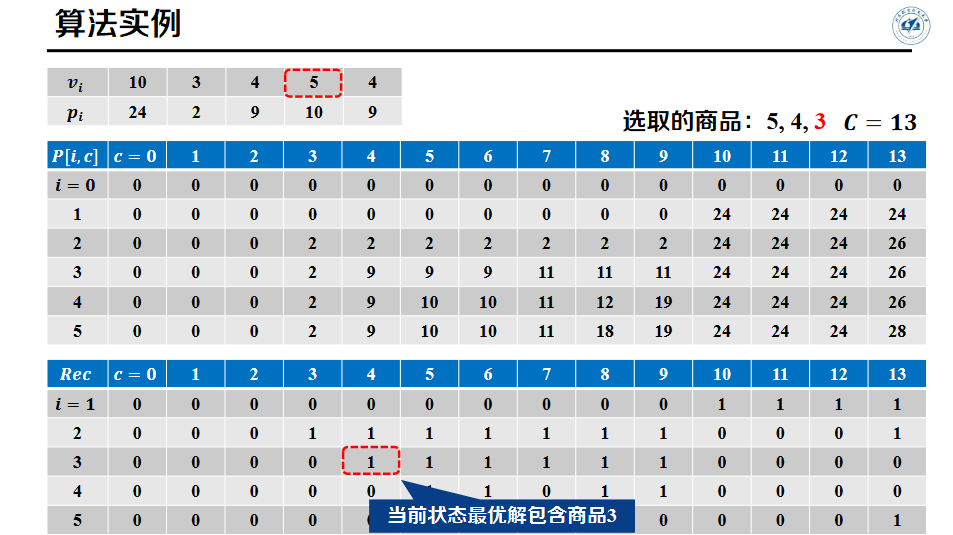 算法实例
v_i 10 3 4 5 4
p_i 24 2 9 10 9
选取的商品：5, 4, 3 C = 13
P[i, c] c = 0 1 2 3 4 5 6 7 8 9 10 11 12 13
i = 0 0 0 0 0 0 0 0 0 0 0 0 0 0 0
1 0 0 0 0 0 0 0 0 0 0 24 24 24 24
2 0 0 0 2 2 2 2 2 2 2 24 24 24 26
3 0 0 0 2 9 9 9 11 11 11 24 24 24 26
4 0 0 0 2 9 10 10 11 12 19 24 24 24 26
5 0 0 0 2 9 10 10 11 18 19 24 24 24 28
Rec c = 0 1 2 3 4 5 6 7 8 9 10 11 12 13
i = 1 0 0 0 0 0 0 0 0 0 0 1 1 1 1
2 0 0 0 1 1 1 1 1 1 1 0 0 0 1
3 0 0 0 0 1 1 1 1 1 1 0 0 0 0
4 0 0 0 0 0 1 0 1 1 0 0 0 0
5 0 0 0 0 0 0 0 0 1
当前状态最优解包含商品3